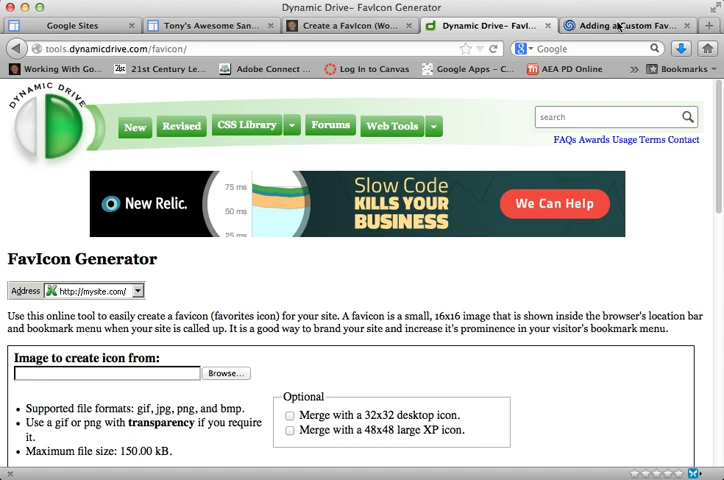 Dynamic Drive- FavIcon Generator
Google Sites
Tony's Awesome San...
Create a FavIcon (Wo...
Dynamic Drive- FavI...
Adding a Custom Fav...
tools.dynamicdrive.com/favicon/
Google
Working With Go...
21st Century Le...
Adobe Connect ...
Log In to Canvas
Google Apps - C...
AEA PD Online
Bookmarks
DYNAMIC DRIVE
New
Revised
CSS Library
Forums
Web Tools
search
FAQs Awards Usage Terms Contact
New Relic.
75 ms
50 ms
25 ms
Slow Code
KILLS YOUR
BUSINESS
We Can Help
FavIcon Generator
Address
http://mysite.com/
Use this online tool to easily create a favicon (favorites icon) for your site. A favicon is a small, 16x16 image that is shown inside the browser's location bar
and bookmark menu when your site is called up. It is a good way to brand your site and increase it's prominence in your visitor's bookmark menu.
Image to create icon from:
Browse...
• Supported file formats: gif, jpg, png, and bmp.
• Use a gif or png with transparency if you require
it.
• Maximum file size: 150.00 kB.
Optional
Merge with a 32x32 desktop icon.
Merge with a 48x48 large XP icon.